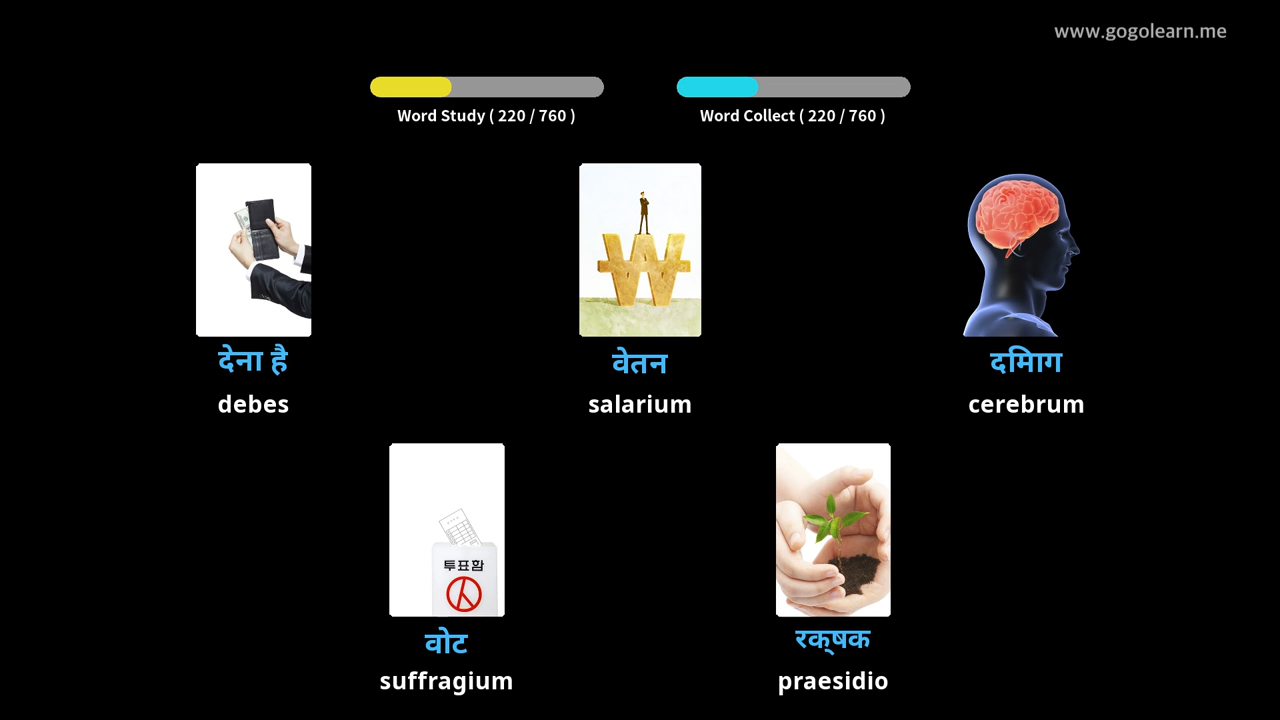 www.gogolearn.me
Word Study ( 220 / 760 )
Word Collect ( 220 / 760 )
देना है
debes
वेतन
salarium
दिमाग
cerebrum
투표함
वोट
suffragium
रक्षक
praesidio